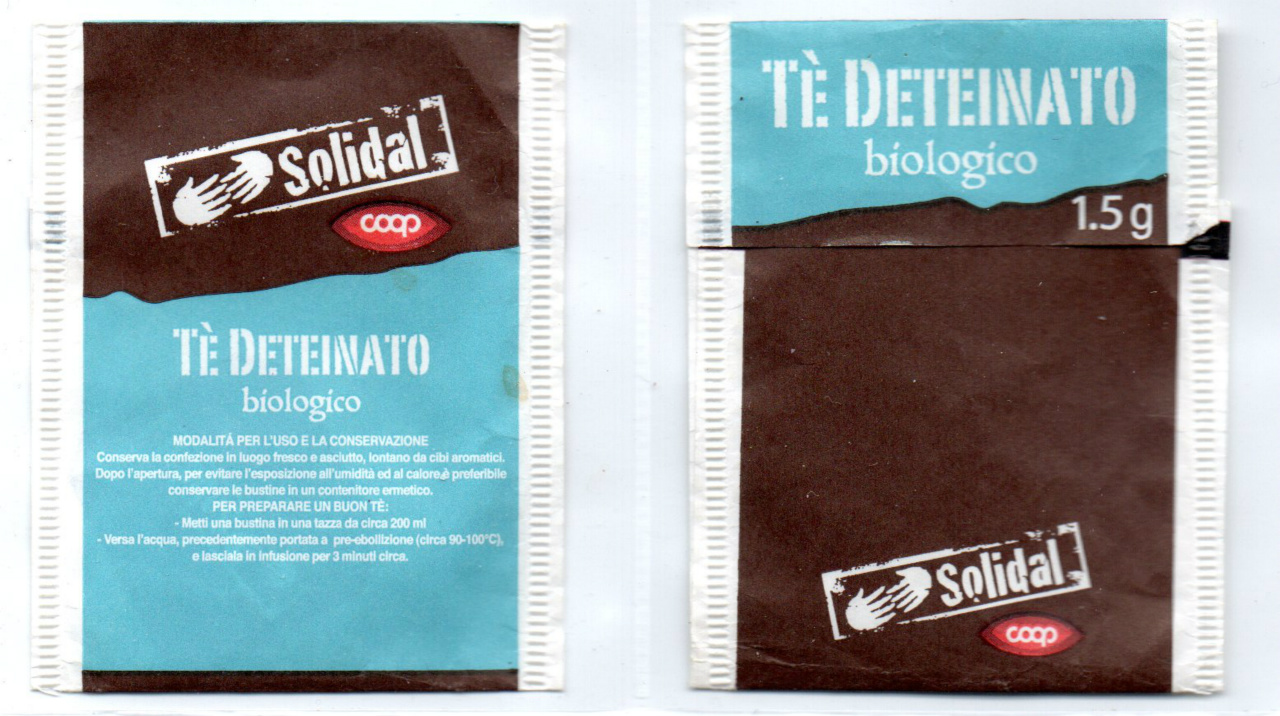 Solidal
coop
TÈ DETEINATO
biologico
MODALITÁ PER L'USO E LA CONSERVAZIONE
Conserva la confezione in luogo fresco e asciutto, lontano da cibi aromatici.
Dopo l'apertura, per evitare l'esposizione all'umidità ed al calore è preferibile
conservare le bustine in un contenitore ermetico.
PER PREPARARE UN BUON TÈ:
- Metti una bustina in una tazza da circa 200 ml
- Versa l'acqua, precedentemente portata a pre-ebollizione (circa 90-100°C),
e lasciala in infusione per 3 minuti circa.
TÈ DETEINATO
biologico
1.5 g
Solidal
coop